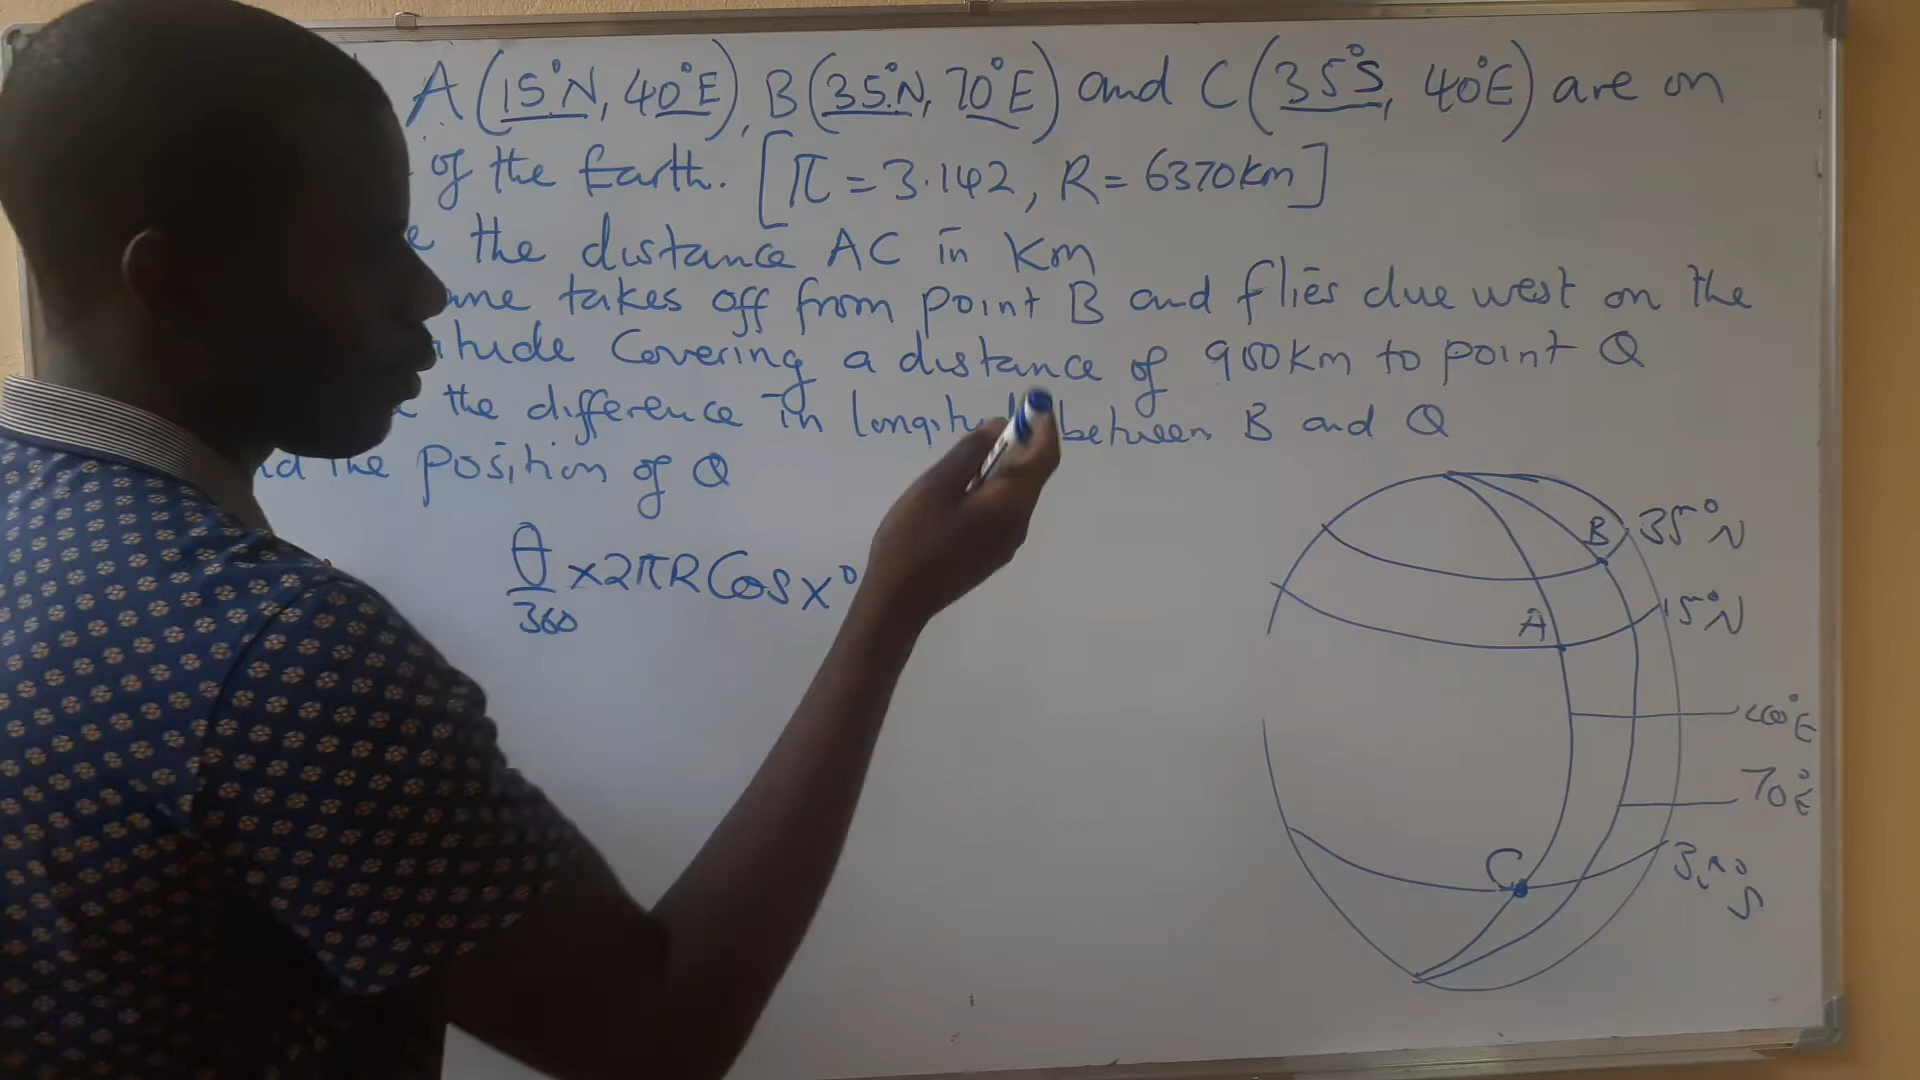 A (15°N, 40°E), B (35°N, 70°E) and C (35°S, 40°E) are on
of the Earth. [π = 3.142, R = 6370km]
the distance AC in Km
takes off from point B and flies due west on the
Covering a distance of 900km to point Q
the difference in between B and Q
the position of Q
θ/360 × 2πR Cos x°
B 35°N
A 15°N
40°E
70°E
C 35°S